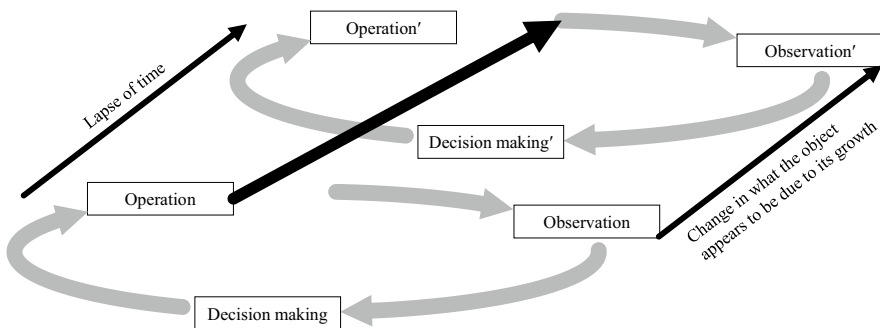 Operation′
Observation′
Lapse of time
Decision making′
Change in what the object
appears to be due to its growth
Operation
Observation
Decision making